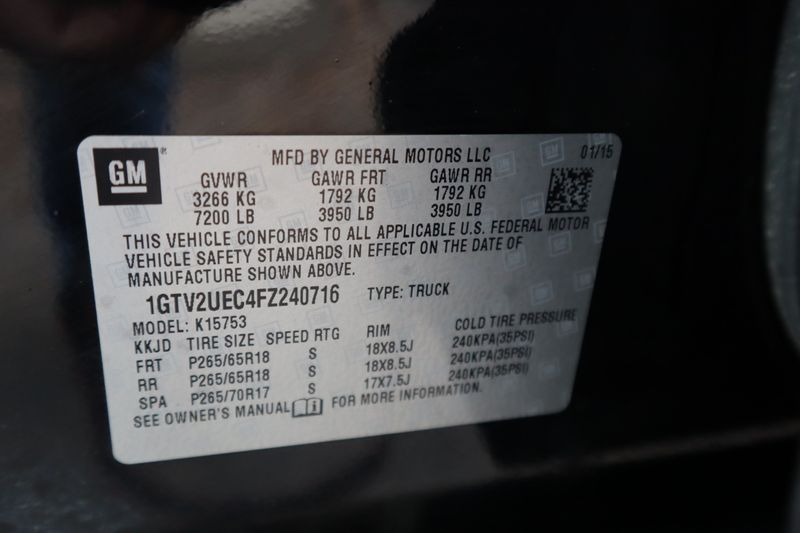 GM
MFD BY GENERAL MOTORS LLC 01/15
GVWR GAWR FRT GAWR RR
3266 KG 1792 KG 1792 KG
7200 LB 3950 LB 3950 LB
THIS VEHICLE CONFORMS TO ALL APPLICABLE U.S. FEDERAL MOTOR
VEHICLE SAFETY STANDARDS IN EFFECT ON THE DATE OF
MANUFACTURE SHOWN ABOVE.
1GTV2UEC4FZ240716 TYPE: TRUCK
MODEL: K15753
KKJD TIRE SIZE SPEED RTG RIM COLD TIRE PRESSURE
FRT P265/65R18 S 18X8.5J 240KPA(35PSI)
RR P265/65R18 S 18X8.5J 240KPA(35PSI)
SPA P265/70R17 S 17X7.5J 240KPA(35PSI)
SEE OWNER'S MANUAL FOR MORE INFORMATION.